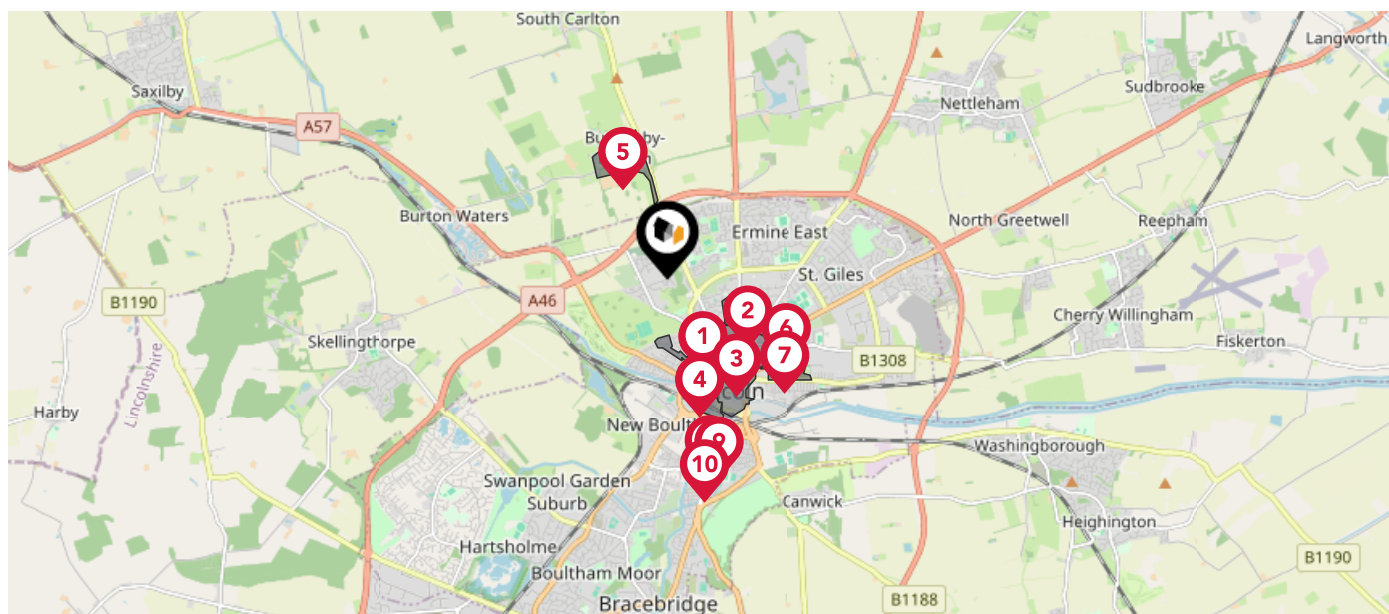 South Carlton
Langworth
Saxilby
Sudbrooke
Nettleham
A57
5
Burton Waters
Ermine East
North Greetwell
Reepham
St. Giles
B1190
A46
2
6
1
Cherry Willingham
Skellingthorpe
3
7
B1308
Fiskerton
4
Lincolnshire
Harby
9
New Boult
Washingborough
10
Swanpool Garden
Suburb
Canwick
Heighington
Hartsholme
B1190
Boultham Moor
Bracebridge
B1188